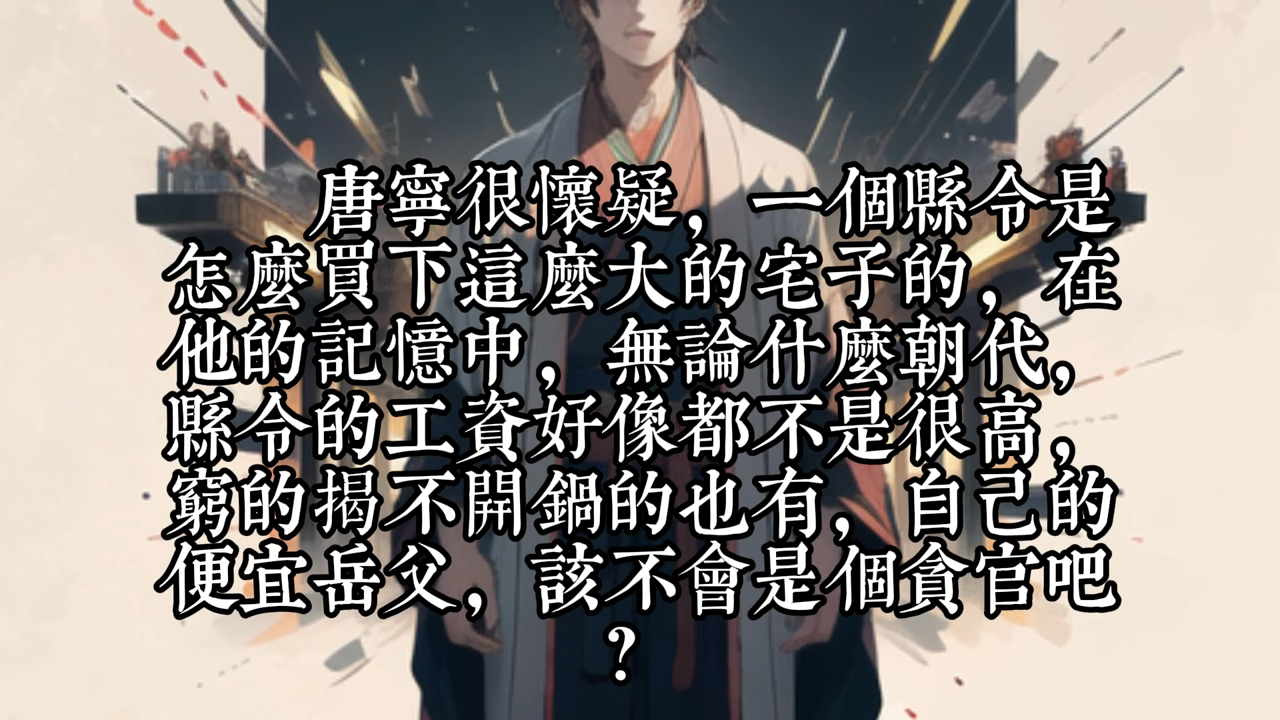 唐寧很懷疑，一個縣令是
怎麼買下這麼大的宅子的，在
他的記憶中，無論什麼朝代，
縣令的工資好像都不是很高，
窮的揭不開鍋的也有，自己的
便宜岳父，該不會是個貪官吧
？